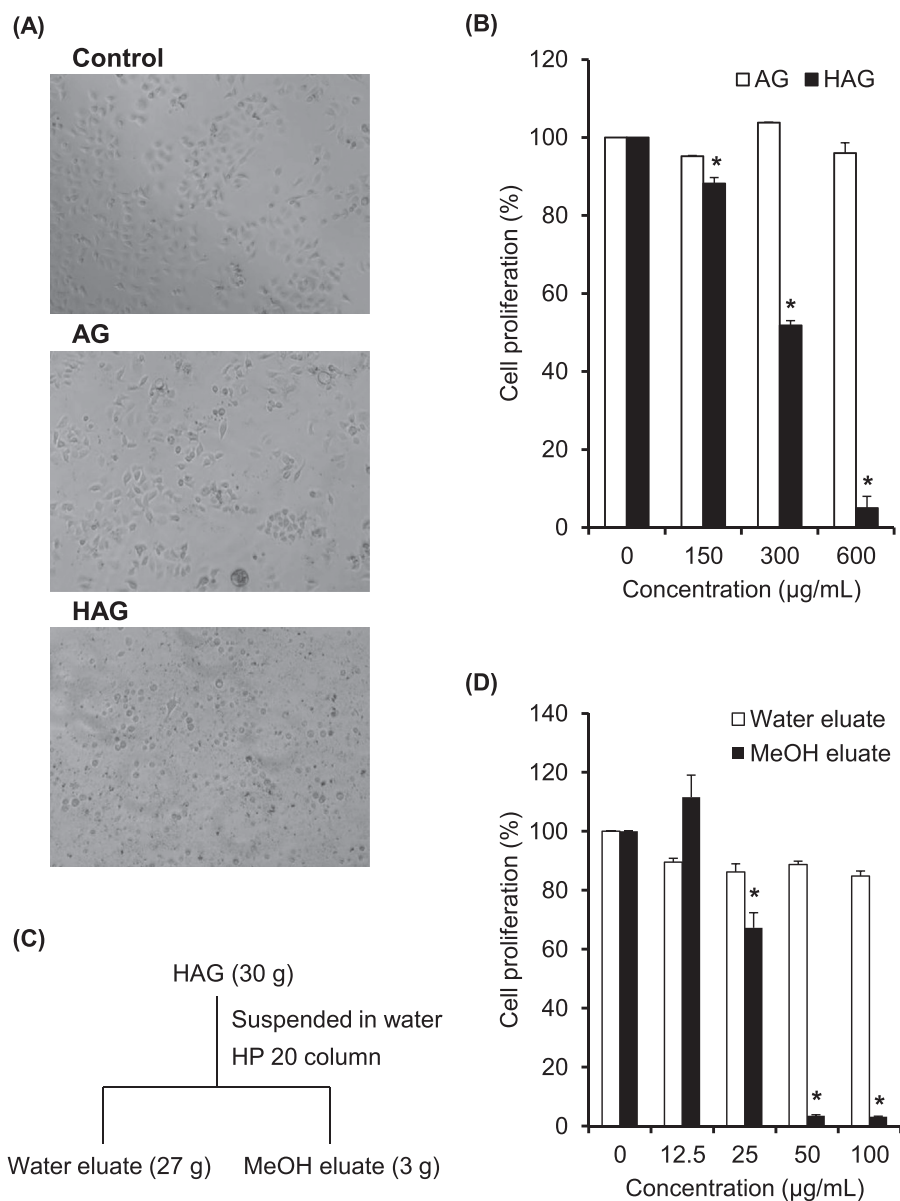 (A)
Control
AG
HAG
(B)
120
100
80
60
40
20
0
AG HAG
*
*
*
0 150 300 600
Cell proliferation (%)
Concentration (µg/mL)
(C)
HAG (30 g)
Suspended in water
HP 20 column
Water eluate (27 g) MeOH eluate (3 g)
(D)
140
120
100
80
60
40
20
0
Water eluate
MeOH eluate
*
*
*
0 12.5 25 50 100
Cell proliferation (%)
Concentration (µg/mL)